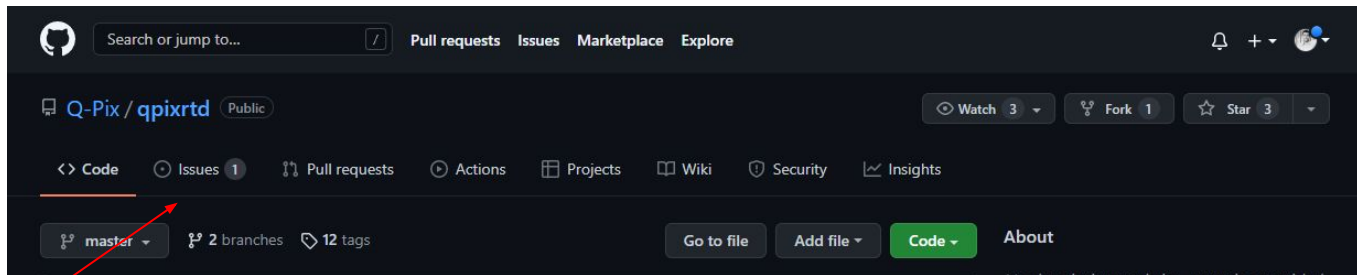 Search or jump to... / Pull requests Issues Marketplace Explore
Q-Pix / qpixrtd Public Watch 3 Fork 1 Star 3
<> Code Issues 1 Pull requests Actions Projects Wiki Security Insights
master 2 branches 12 tags Go to file Add file Code About